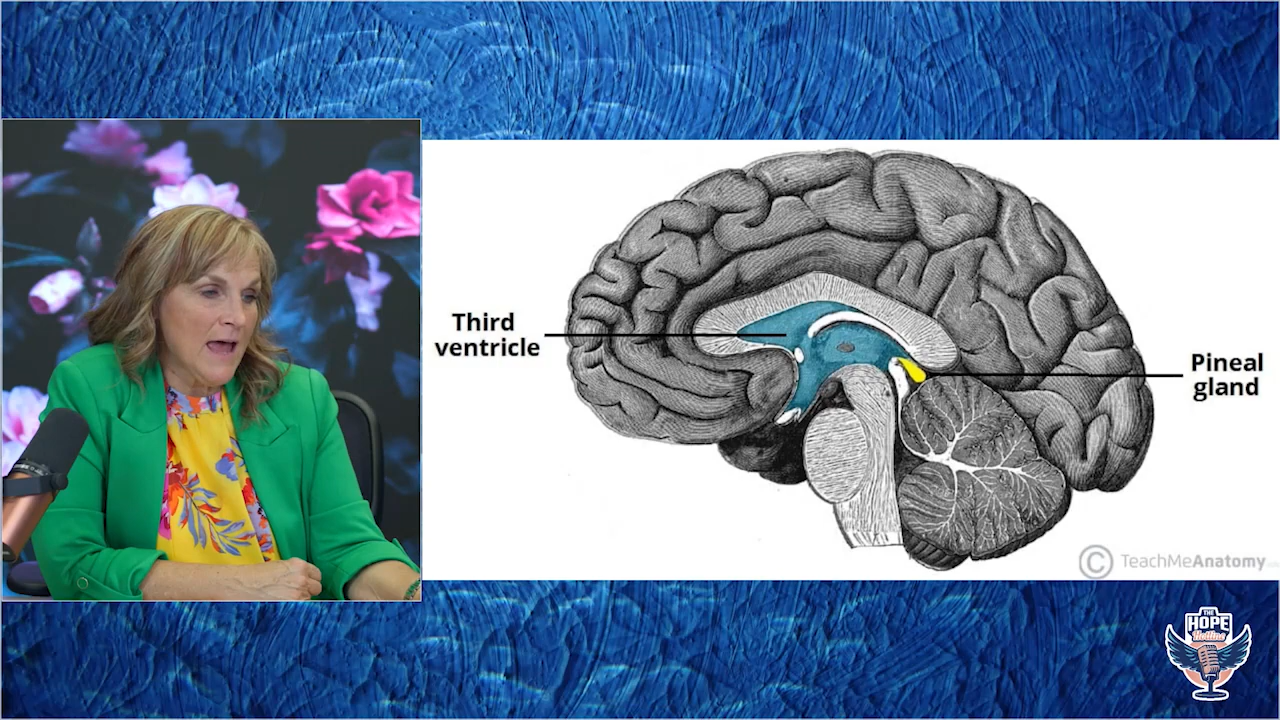 Third
ventricle
Pineal
gland
© TeachMeAnatomy
THE
HOPE
Hotline